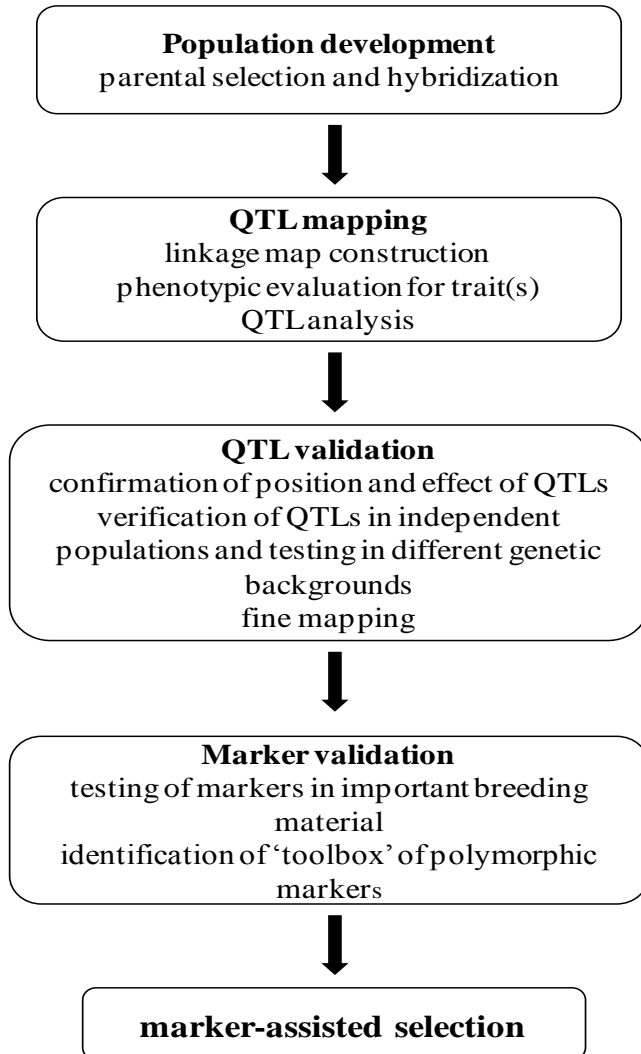 Population development
parental selection and hybridization
QTL mapping
linkage map construction
phenotypic evaluation for trait(s)
QTL analysis
QTL validation
confirmation of position and effect of QTLs
verification of QTLs in independent
populations and testing in different genetic
backgrounds
fine mapping
Marker validation
testing of markers in important breeding
material
identification of ‘toolbox’ of polymorphic
markers
marker-assisted selection